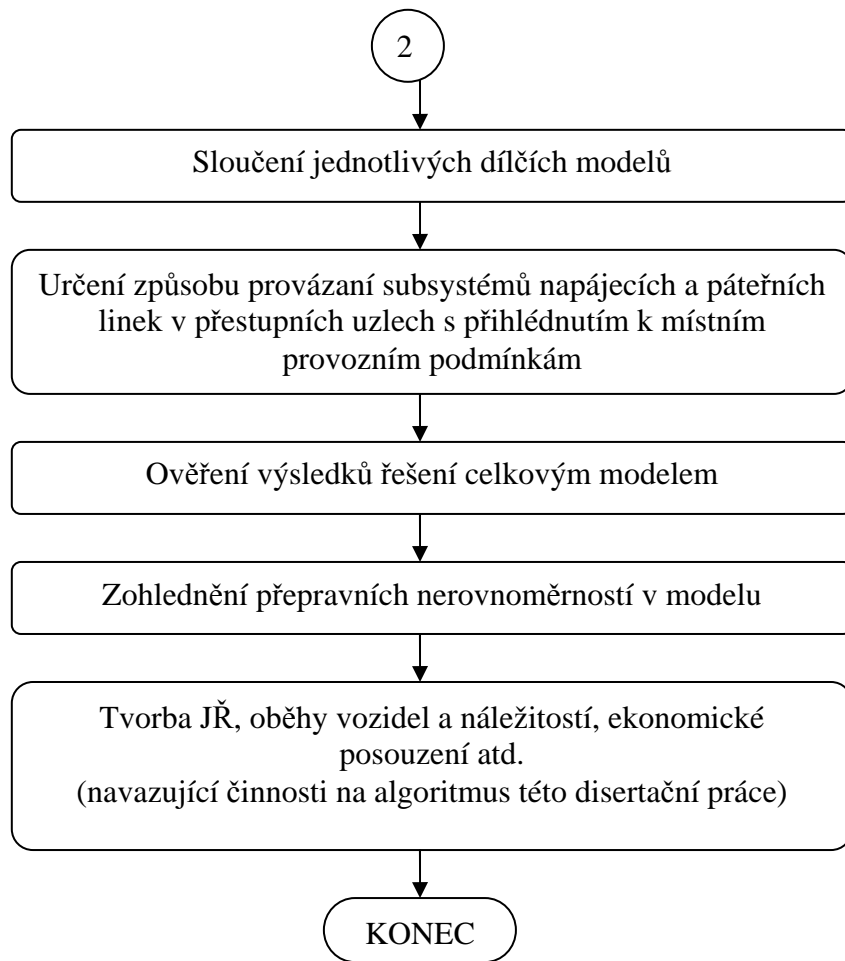 2
Sloučení jednotlivých dílčích modelů
Určení způsobu provázaní subsystémů napájecích a páteřních
linek v přestupních uzlech s přihlédnutím k místním
provozním podmínkám
Ověření výsledků řešení celkovým modelem
Zohlednění přepravních nerovnoměrností v modelu
Tvorba JŘ, oběhy vozidel a náležitostí, ekonomické
posouzení atd.
(navazující činnosti na algoritmus této disertační práce)
KONEC